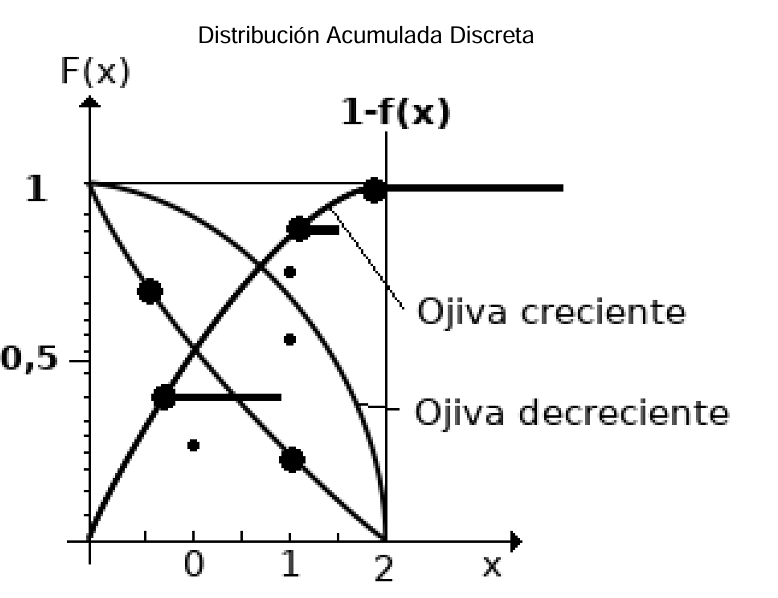 Distribución Acumulada Discreta
F(x)
1-f(x)
1
Ojiva creciente
0,5
Ojiva decreciente
0 1 2 x